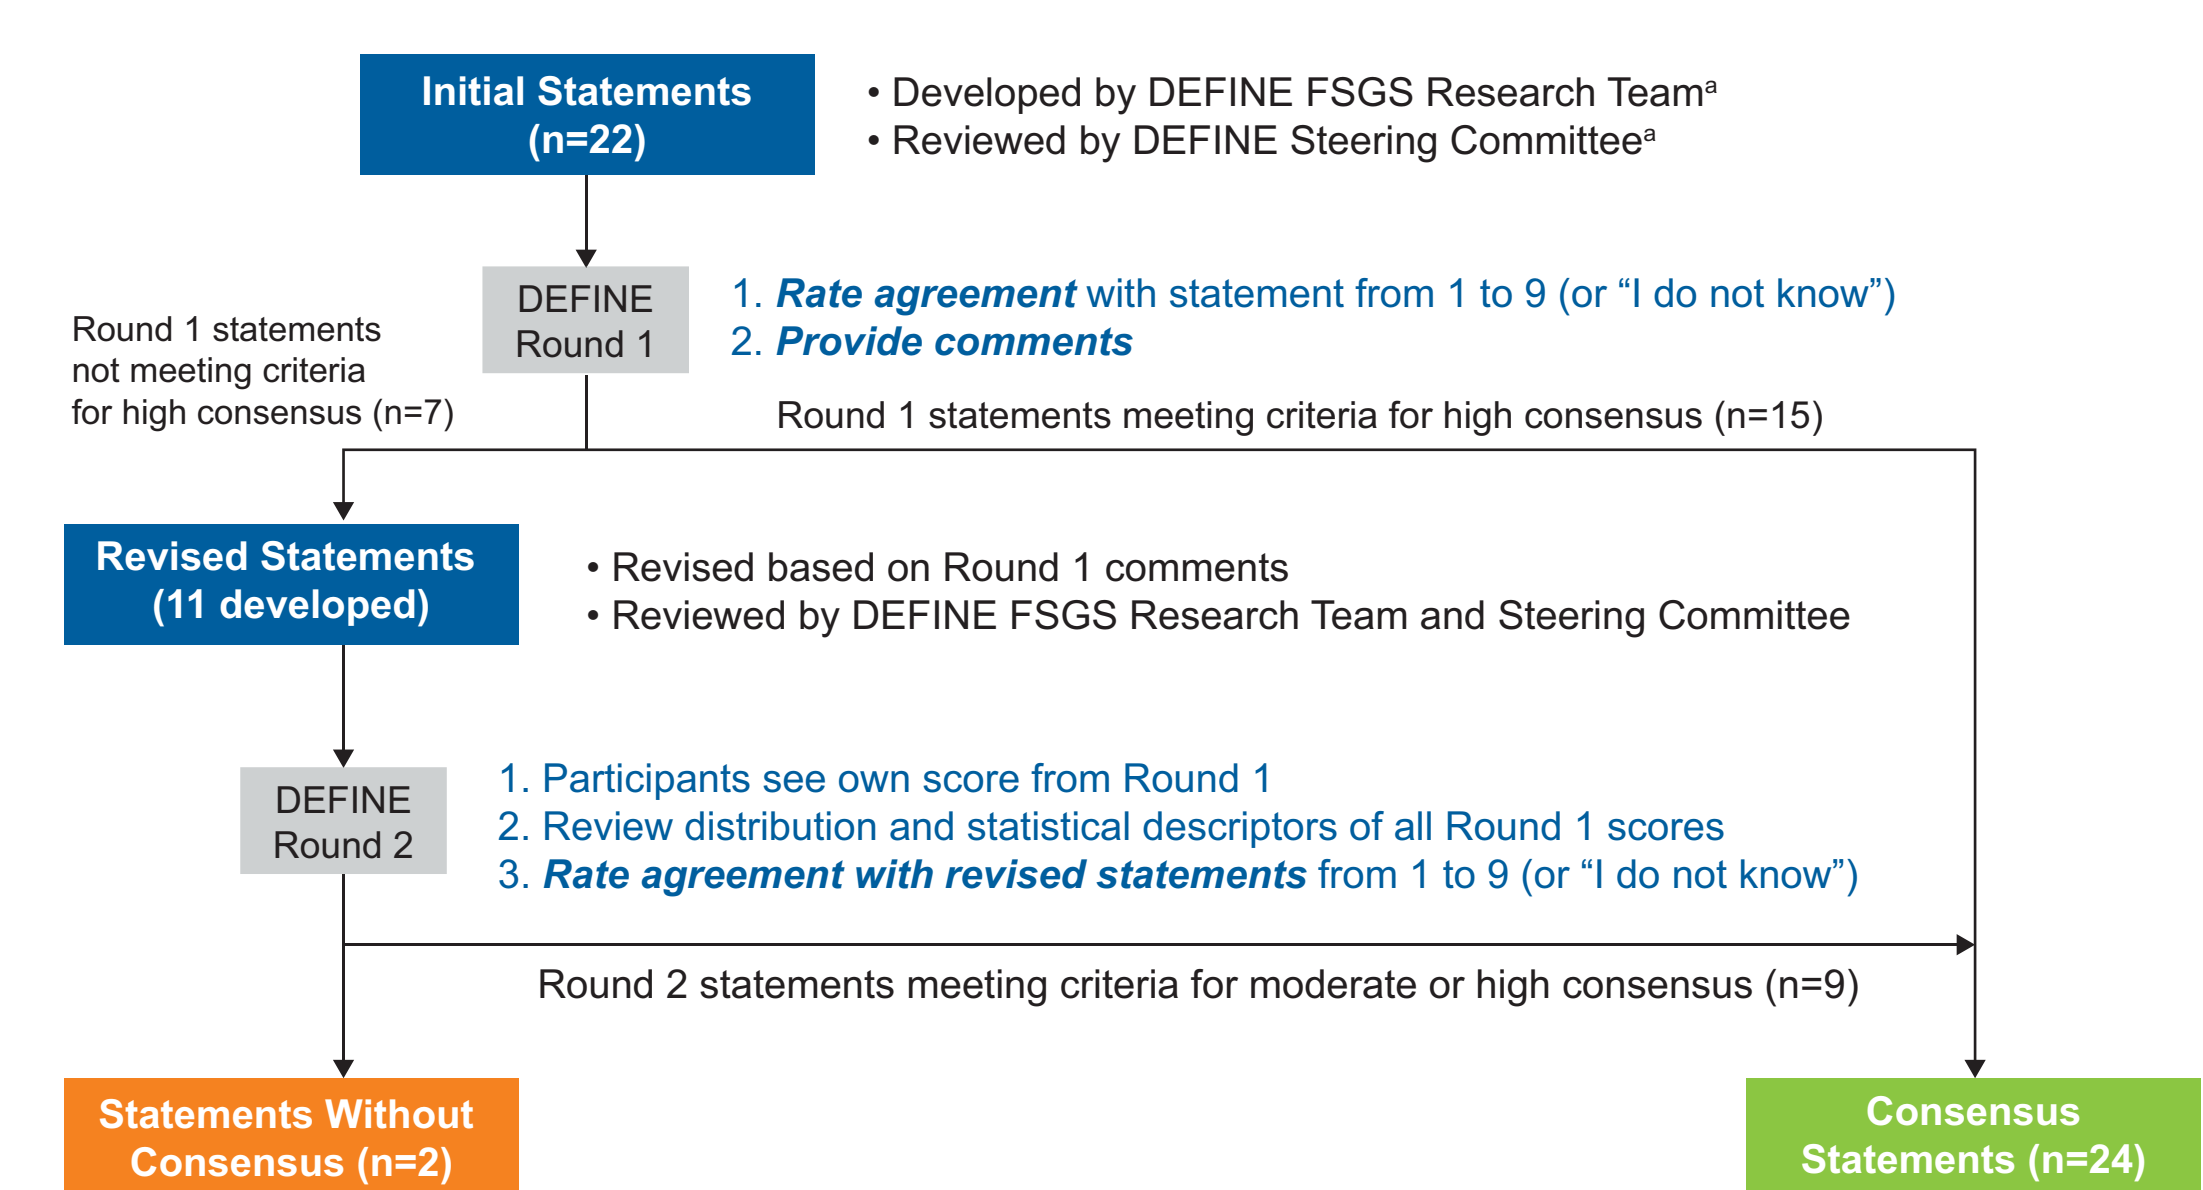 Initial Statements
(n=22)
• Developed by DEFINE FSGS Research Teamᵃ
• Reviewed by DEFINE Steering Committeeᵃ
DEFINE
Round 1
1. Rate agreement with statement from 1 to 9 (or “I do not know”)
2. Provide comments
Round 1 statements
not meeting criteria
for high consensus (n=7)
Round 1 statements meeting criteria for high consensus (n=15)
Revised Statements
(11 developed)
• Revised based on Round 1 comments
• Reviewed by DEFINE FSGS Research Team and Steering Committee
DEFINE
Round 2
1. Participants see own score from Round 1
2. Review distribution and statistical descriptors of all Round 1 scores
3. Rate agreement with revised statements from 1 to 9 (or “I do not know”)
Round 2 statements meeting criteria for moderate or high consensus (n=9)
Statements Without
Consensus (n=2)
Consensus
Statements (n=24)